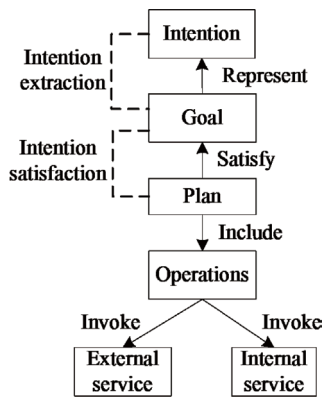 Intention
Intention
extraction
Represent
Goal
Intention
satisfaction
Satisfy
Plan
Include
Operations
Invoke
Invoke
External
service
Internal
service